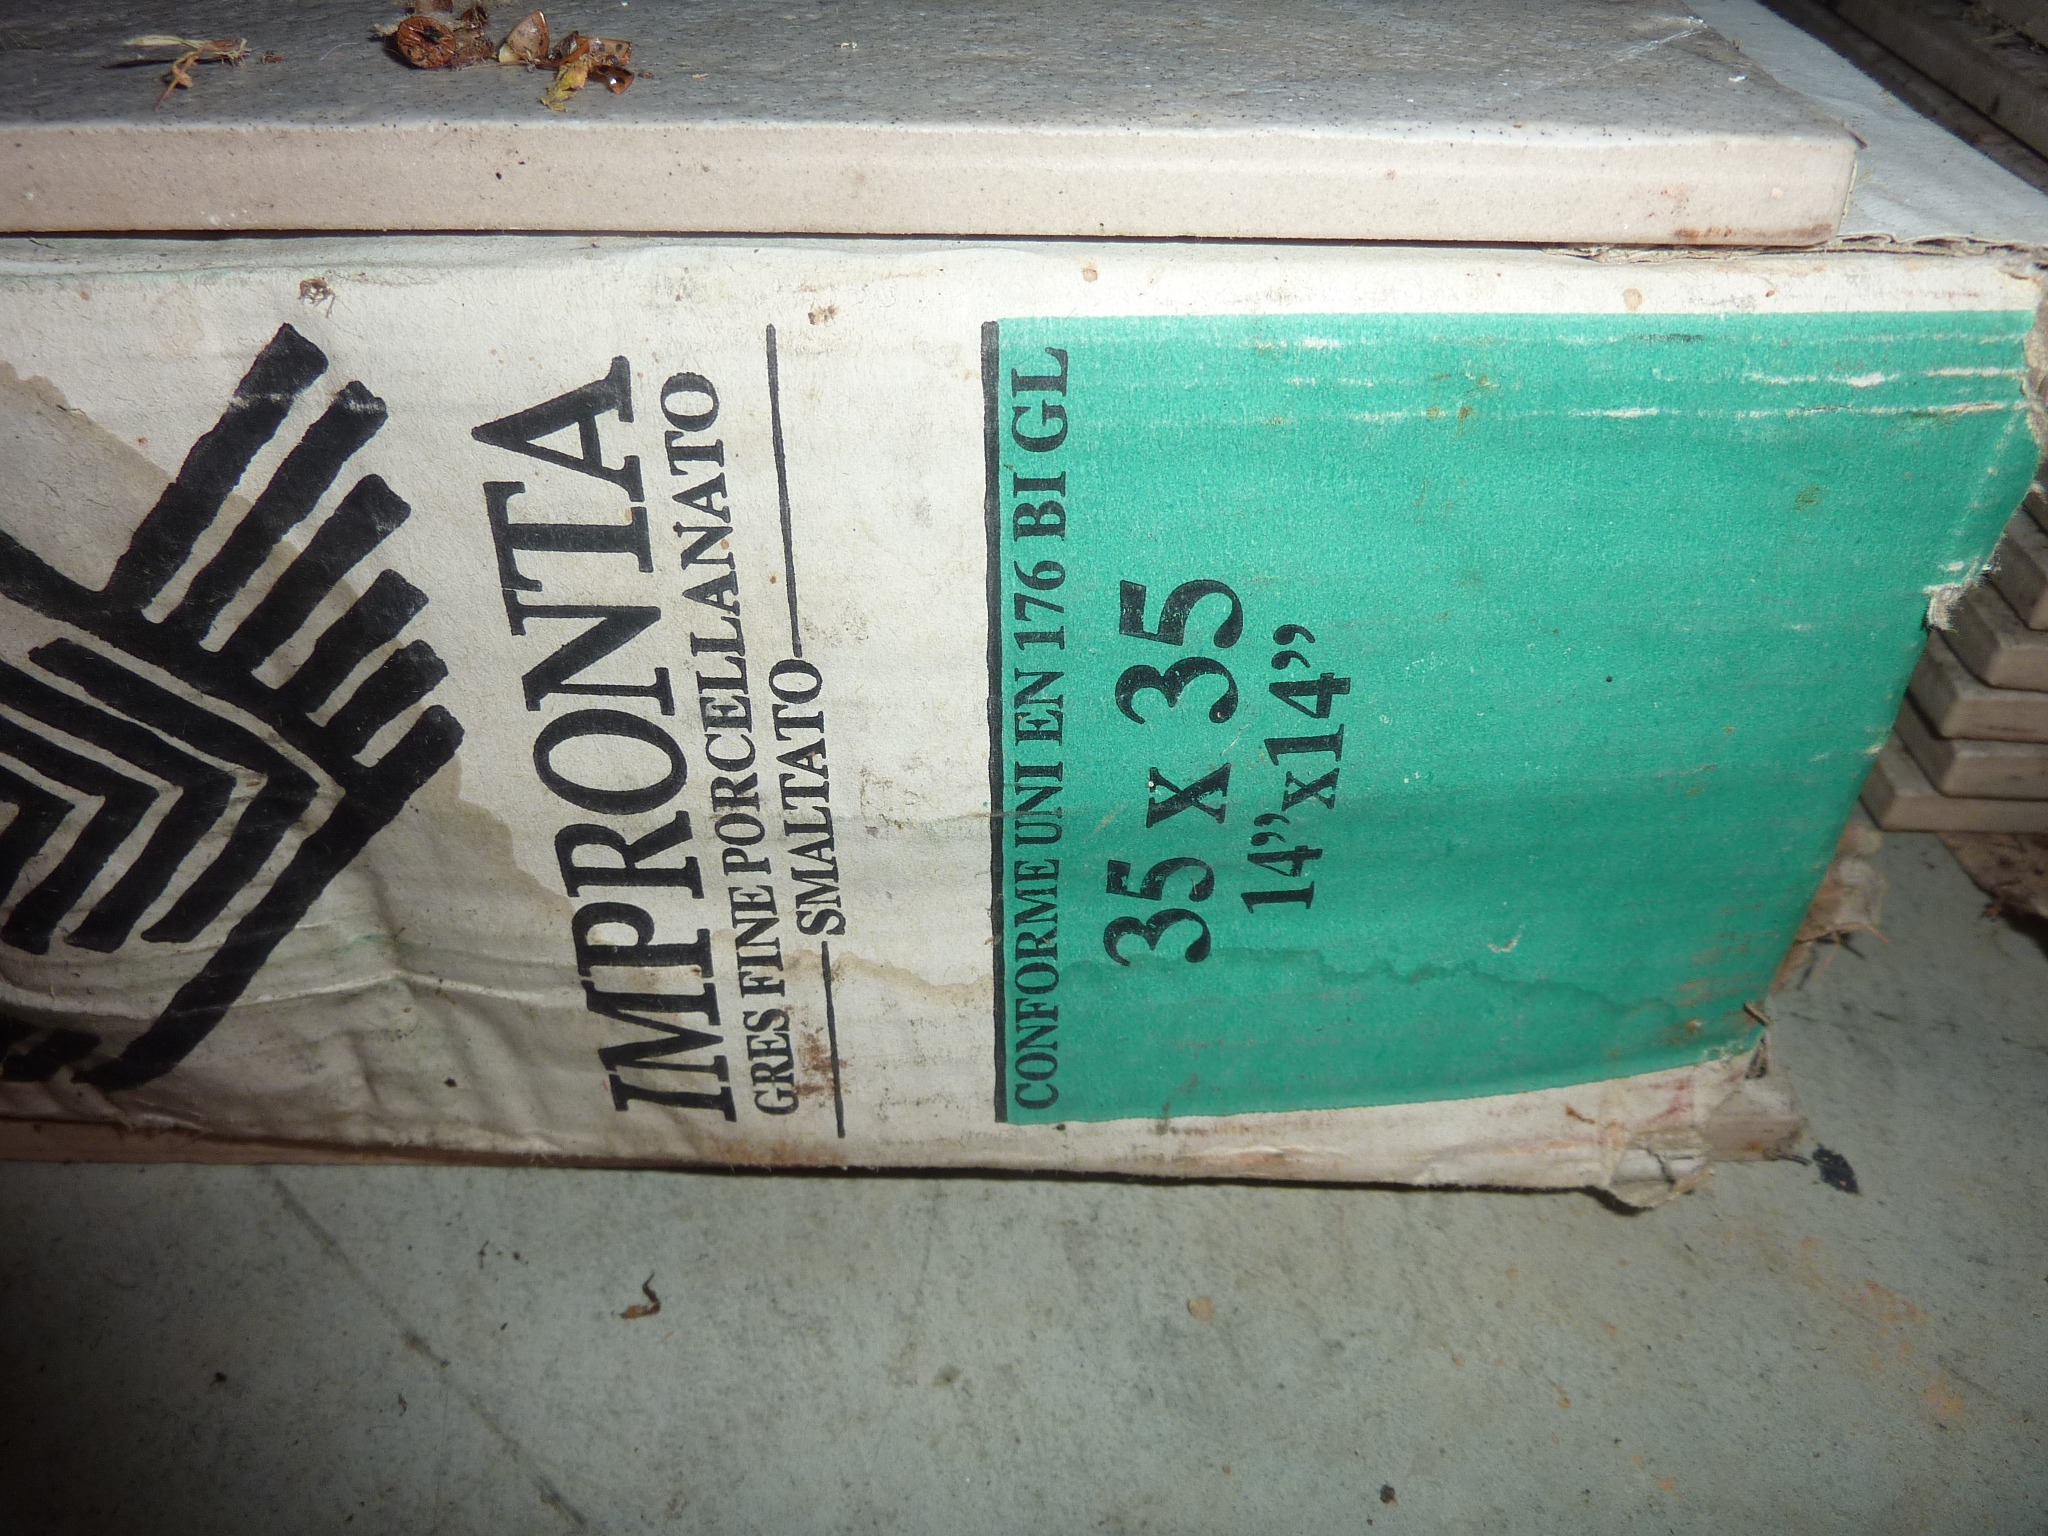 IMPRONTA
GRES FINE PORCELLANATO
SMALTATO
CONFORME UNI EN 176 BI GL
35 x 35
14”x14”